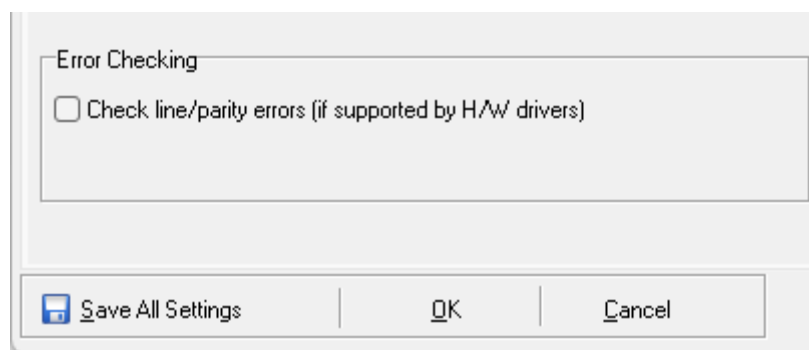 Error Checking
Check line/parity errors (if supported by H/W drivers)
Save All Settings
OK
Cancel